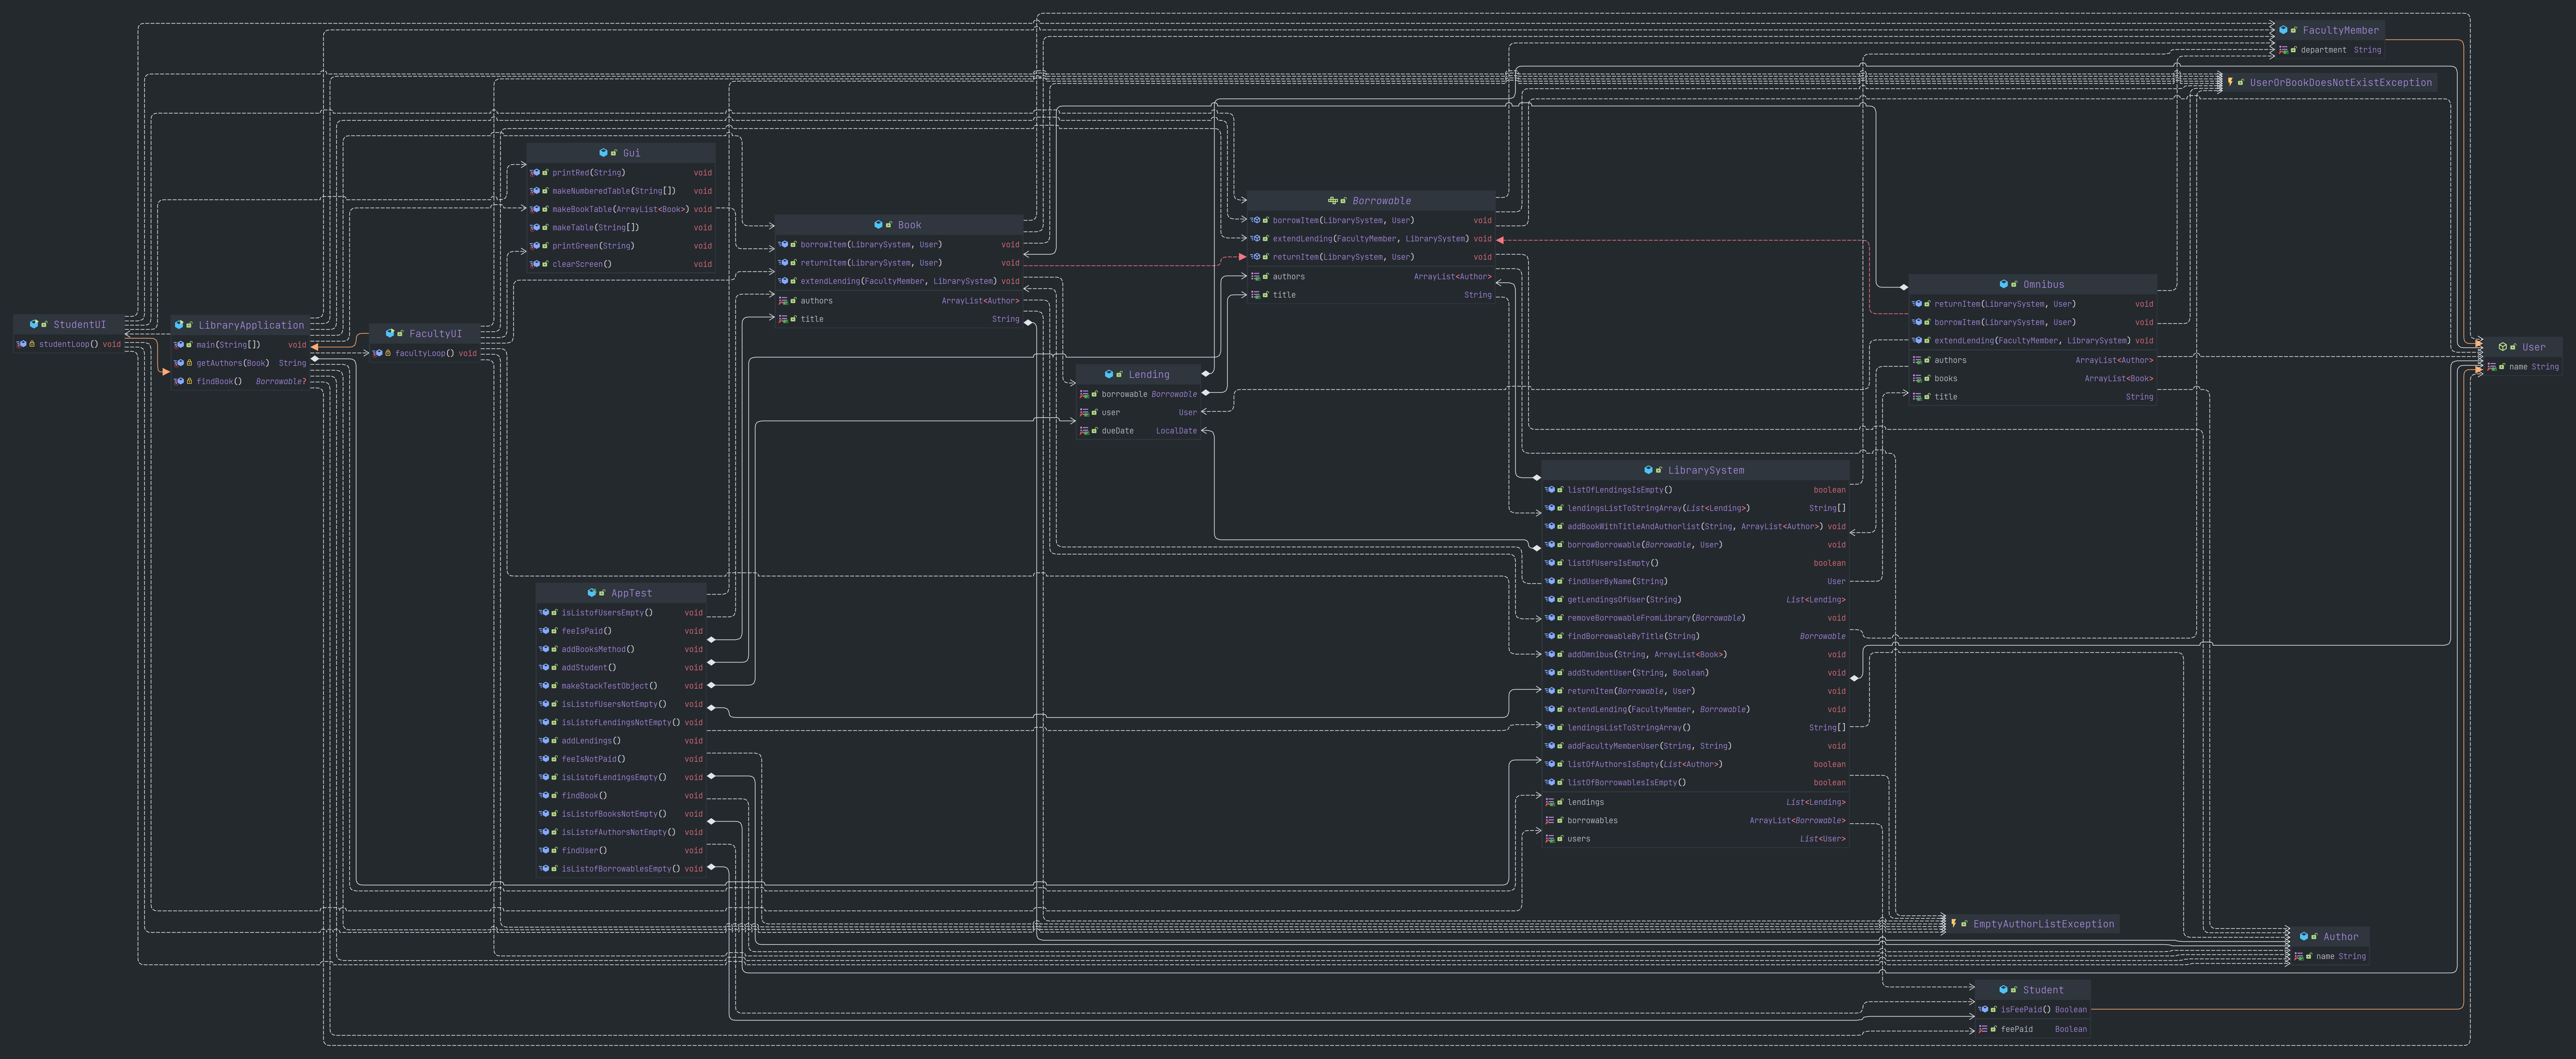 FacultyMember
department String
UserOrBookDoesNotExistException
Gui
printRed(String) void
makeNumberedTable(String[]) void
makeBookTable(ArrayList<Book>) void
makeTable(String[]) void
printGreen(String) void
clearScreen() void
Book
borrowItem(LibrarySystem, User) void
returnItem(LibrarySystem, User) void
extendLending(FacultyMember, LibrarySystem) void
authors ArrayList<Author>
title String
Borrowable
borrowItem(LibrarySystem, User) void
extendLending(FacultyMember, LibrarySystem) void
returnItem(LibrarySystem, User) void
authors ArrayList<Author>
title String
Omnibus
returnItem(LibrarySystem, User) void
borrowItem(LibrarySystem, User) void
extendLending(FacultyMember, LibrarySystem) void
authors ArrayList<Author>
books ArrayList<Book>
title String
StudentUI
studentLoop() void
LibraryApplication
main(String[]) void
getAuthors(Book) String
findBook() Borrowable?
FacultyUI
facultyLoop() void
User
name String
Lending
borrowable Borrowable
user User
dueDate LocalDate
LibrarySystem
listOfLendingsIsEmpty() boolean
lendingsListToStringArray(List<Lending>) String[]
addBookWithTitleAndAuthorlist(String, ArrayList<Author>) void
borrowBorrowable(Borrowable, User) void
listOfUsersIsEmpty() boolean
findUserByName(String) User
getLendingsOfUser(String) List<Lending>
removeBorrowableFromLibrary(Borrowable) void
findBorrowableByTitle(String) Borrowable
addOmnibus(String, ArrayList<Book>) void
addStudentUser(String, Boolean) void
returnItem(Borrowable, User) void
extendLending(FacultyMember, Borrowable) void
lendingsListToStringArray() String[]
addFacultyMemberUser(String, String) void
listOfAuthorsIsEmpty(List<Author>) boolean
listOfBorrowablesIsEmpty() boolean
lendings List<Lending>
borrowables ArrayList<Borrowable>
users List<User>
AppTest
isListofUsersEmpty() void
feeIsPaid() void
addBooksMethod() void
addStudent() void
makeStackTestObject() void
isListofUsersNotEmpty() void
isListofLendingsNotEmpty() void
addLendings() void
feeIsNotPaid() void
isListofLendingsEmpty() void
findBook() void
isListofBooksNotEmpty() void
isListofAuthorsNotEmpty() void
findUser() void
isListofBorrowablesEmpty() void
EmptyAuthorListException
Author
name String
Student
isFeePaid() Boolean
feePaid Boolean